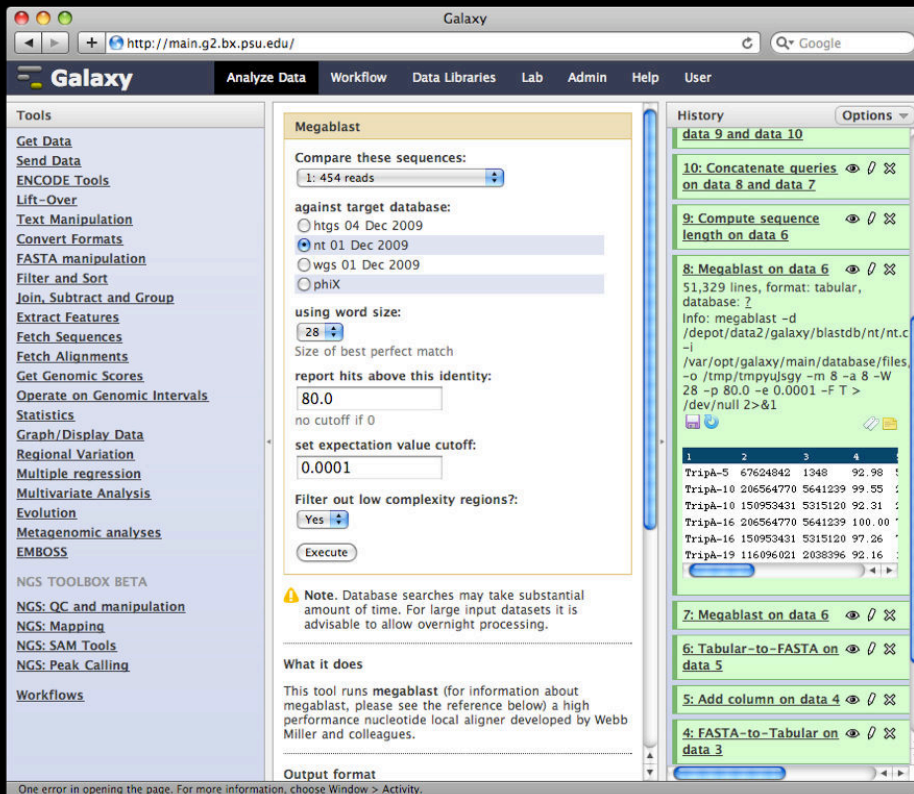 Galaxy
http://main.g2.bx.psu.edu/
Google
Galaxy
Analyze Data
Workflow
Data Libraries
Lab
Admin
Help
User
Tools
Get Data
Send Data
ENCODE Tools
Lift-Over
Text Manipulation
Convert Formats
FASTA manipulation
Filter and Sort
Join, Subtract and Group
Extract Features
Fetch Sequences
Fetch Alignments
Get Genomic Scores
Operate on Genomic Intervals
Statistics
Graph/Display Data
Regional Variation
Multiple regression
Multivariate Analysis
Evolution
Metagenomic analyses
EMBOSS
NGS TOOLBOX BETA
NGS: QC and manipulation
NGS: Mapping
NGS: SAM Tools
NGS: Peak Calling
Workflows
Megablast
Compare these sequences:
1: 454 reads
against target database:
htgs 04 Dec 2009
nt 01 Dec 2009
wgs 01 Dec 2009
phiX
using word size:
28
Size of best perfect match
report hits above this identity:
80.0
no cutoff if 0
set expectation value cutoff:
0.0001
Filter out low complexity regions?:
Yes
Execute
Note. Database searches may take substantial
amount of time. For large input datasets it is
advisable to allow overnight processing.
What it does
This tool runs megablast (for information about
megablast, please see the reference below) a high
performance nucleotide local aligner developed by Webb
Miller and colleagues.
Output format
History
Options
data 9 and data 10
10: Concatenate queries
on data 8 and data 7
9: Compute sequence
length on data 6
8: Megablast on data 6
51,329 lines, format: tabular,
database: ?
Info: megablast -d
/depot/data2/galaxy/blastdb/nt/nt.c
-i
/var/opt/galaxy/main/database/files,
-o /tmp/tmpyuJsgy -m 8 -a 8 -W
28 -p 80.0 -e 0.0001 -F T >
/dev/null 2>&1
1 2 3 4
TripA-5 67624842 1348 92.98
TripA-10 206564770 5641239 99.55
TripA-10 150953431 5315120 92.31
TripA-16 206564770 5641239 100.00
TripA-16 150953431 5315120 97.26
TripA-19 116096021 2038396 92.16
7: Megablast on data 6
6: Tabular-to-FASTA on
data 5
5: Add column on data 4
4: FASTA-to-Tabular on
data 3
One error in opening the page. For more information, choose Window > Activity.